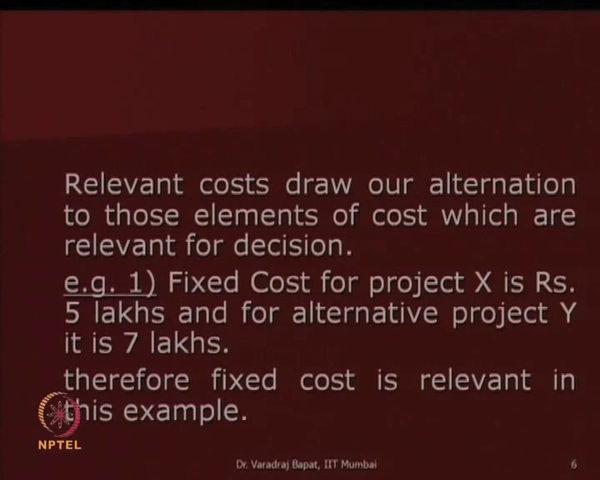 Relevant costs draw our alternation
to those elements of cost which are
relevant for decision.
e.g. 1) Fixed Cost for project X is Rs.
5 lakhs and for alternative project Y
it is 7 lakhs.
therefore fixed cost is relevant in
this example.
NPTEL
Dr. Varadraj Bapat, IIT Mumbai
6